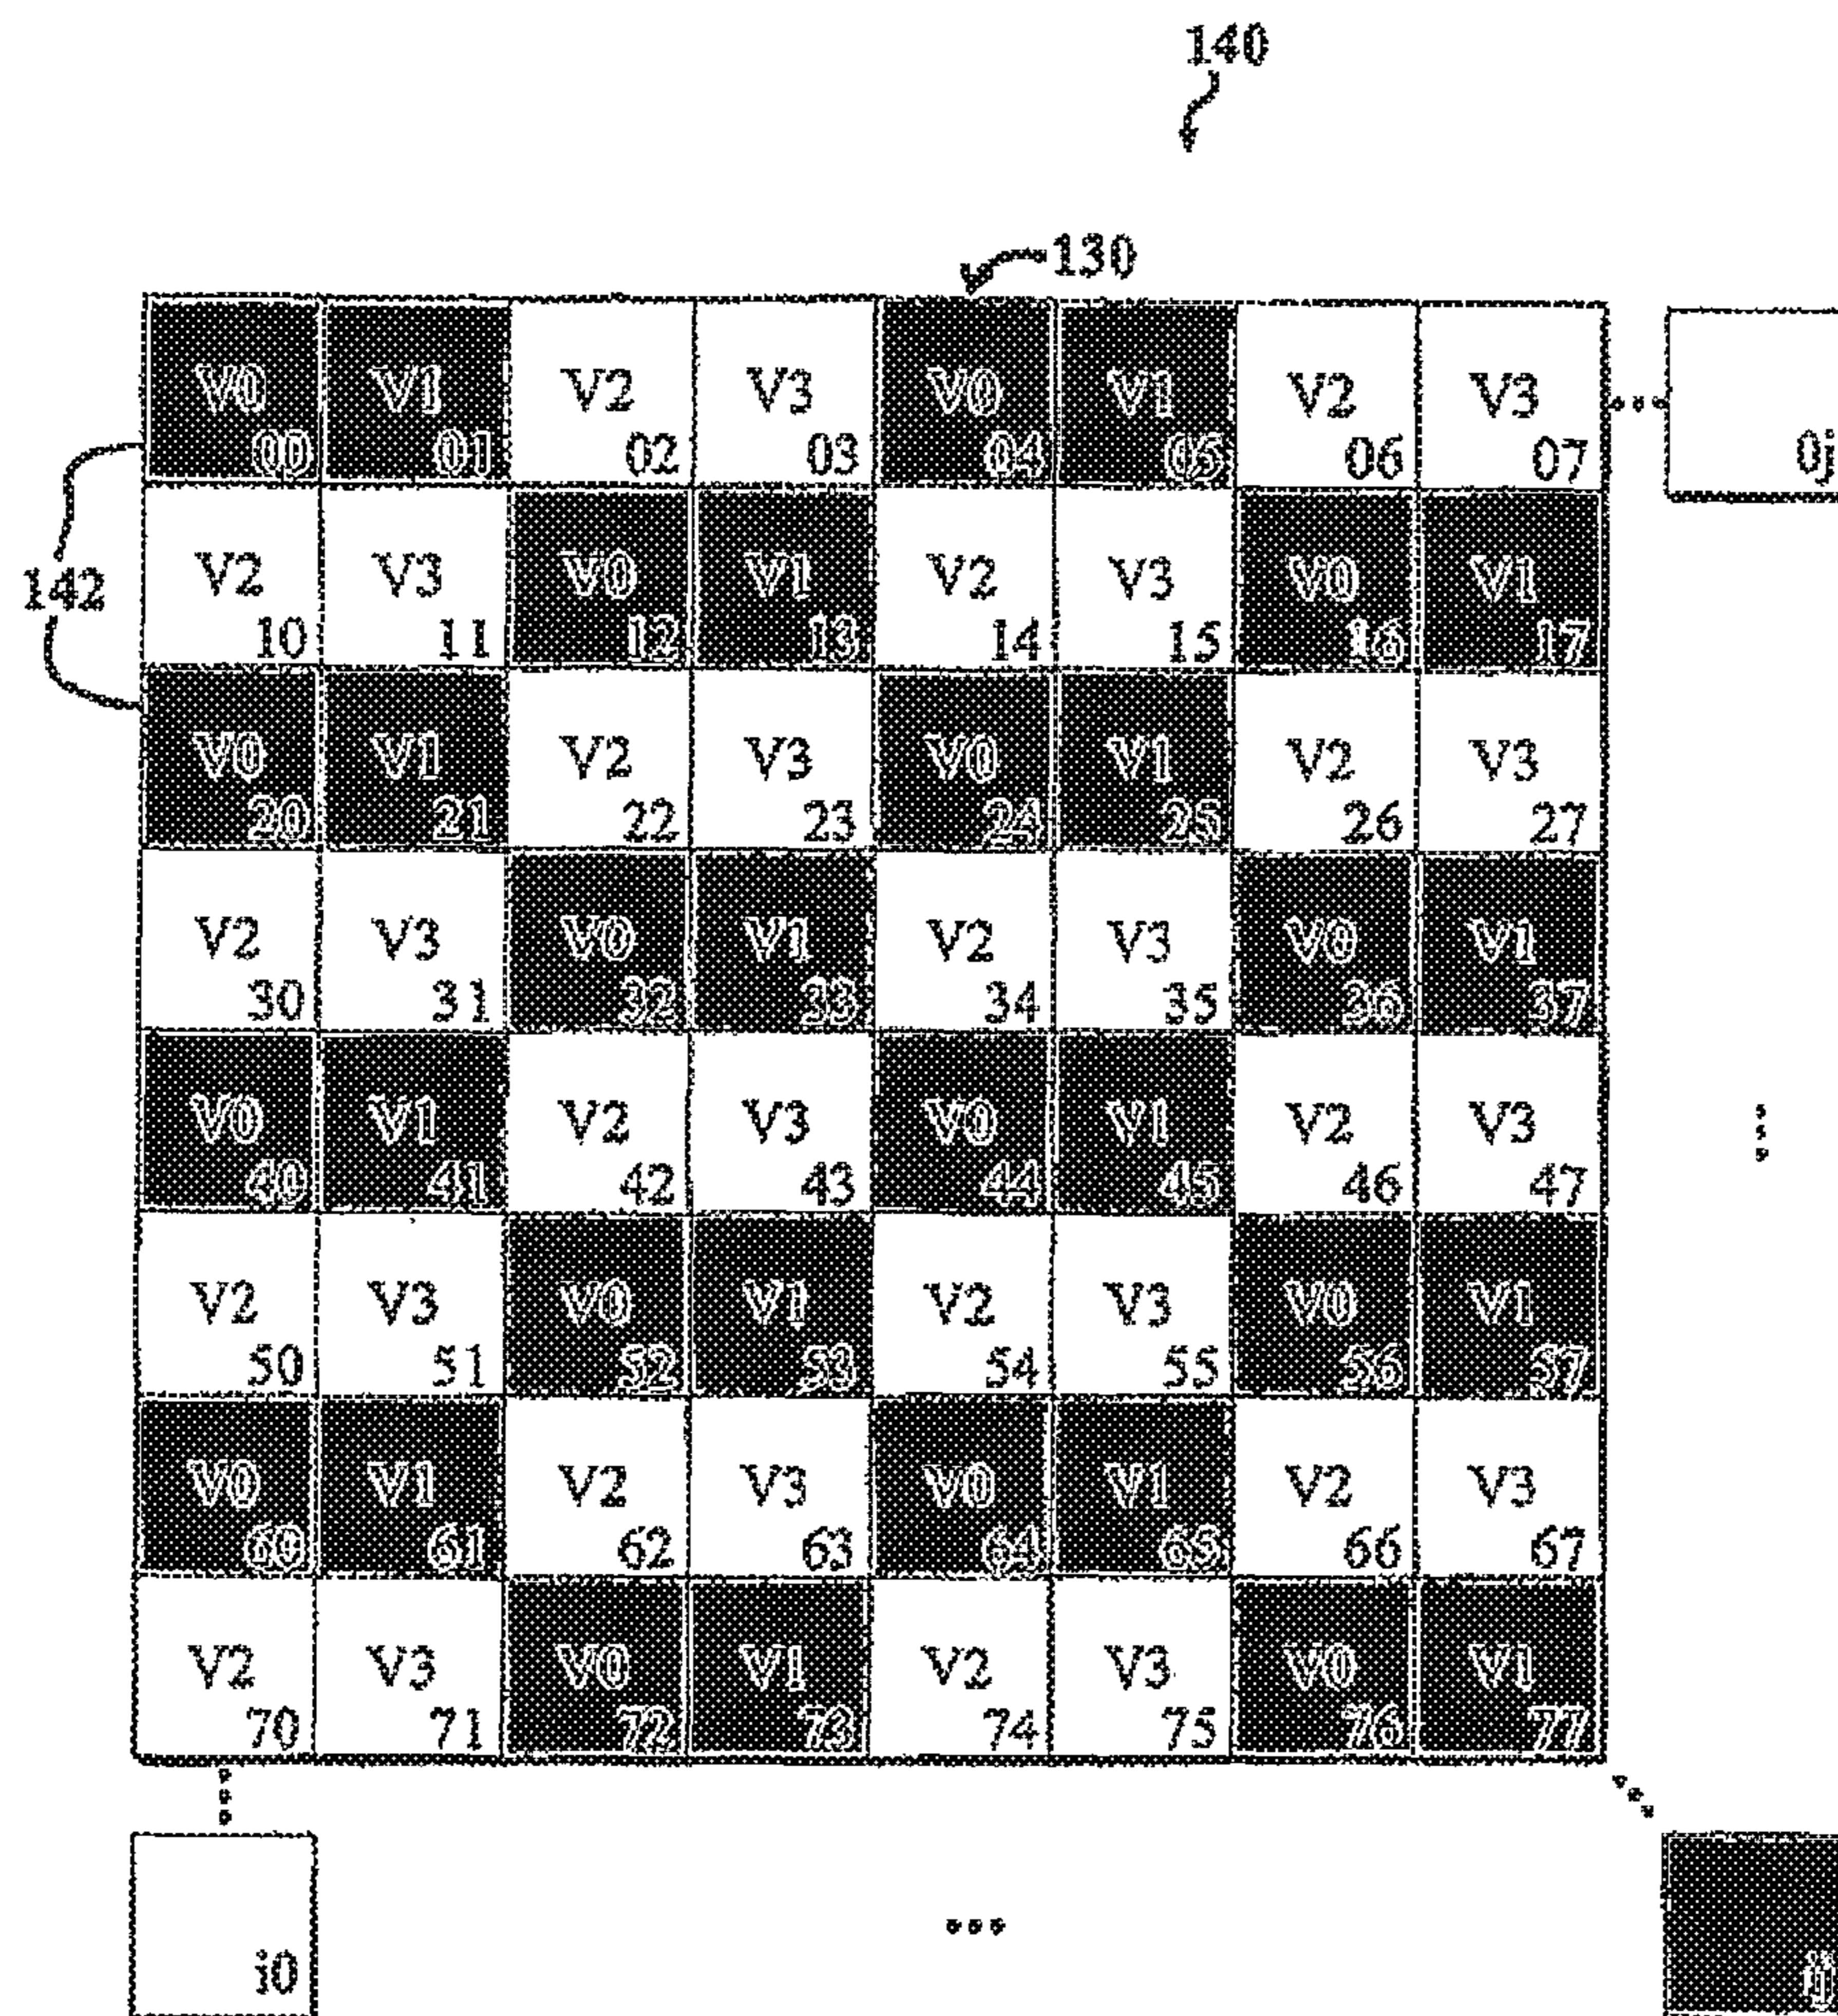 140
130
V0 V1 V2 V3 V0 V1 V2 V3
00 01 02 03 04 05 06 07 0j
142
V2 V3 V0 V1 V2 V3 V0 V1
10 11 12 13 14 15 16 17
V0 V1 V2 V3 V0 V1 V2 V3
20 21 22 23 24 25 26 27
V2 V3 V0 V1 V2 V3 V0 V1
30 31 32 33 34 35 36 37
V0 V1 V2 V3 V0 V1 V2 V3
40 41 42 43 44 45 46 47
V2 V3 V0 V1 V2 V3 V0 V1
50 51 52 53 54 55 56 57
V0 V1 V2 V3 V0 V1 V2 V3
60 61 62 63 64 65 66 67
V2 V3 V0 V1 V2 V3 V0 V1
70 71 72 73 74 75 76 77
i0 ij